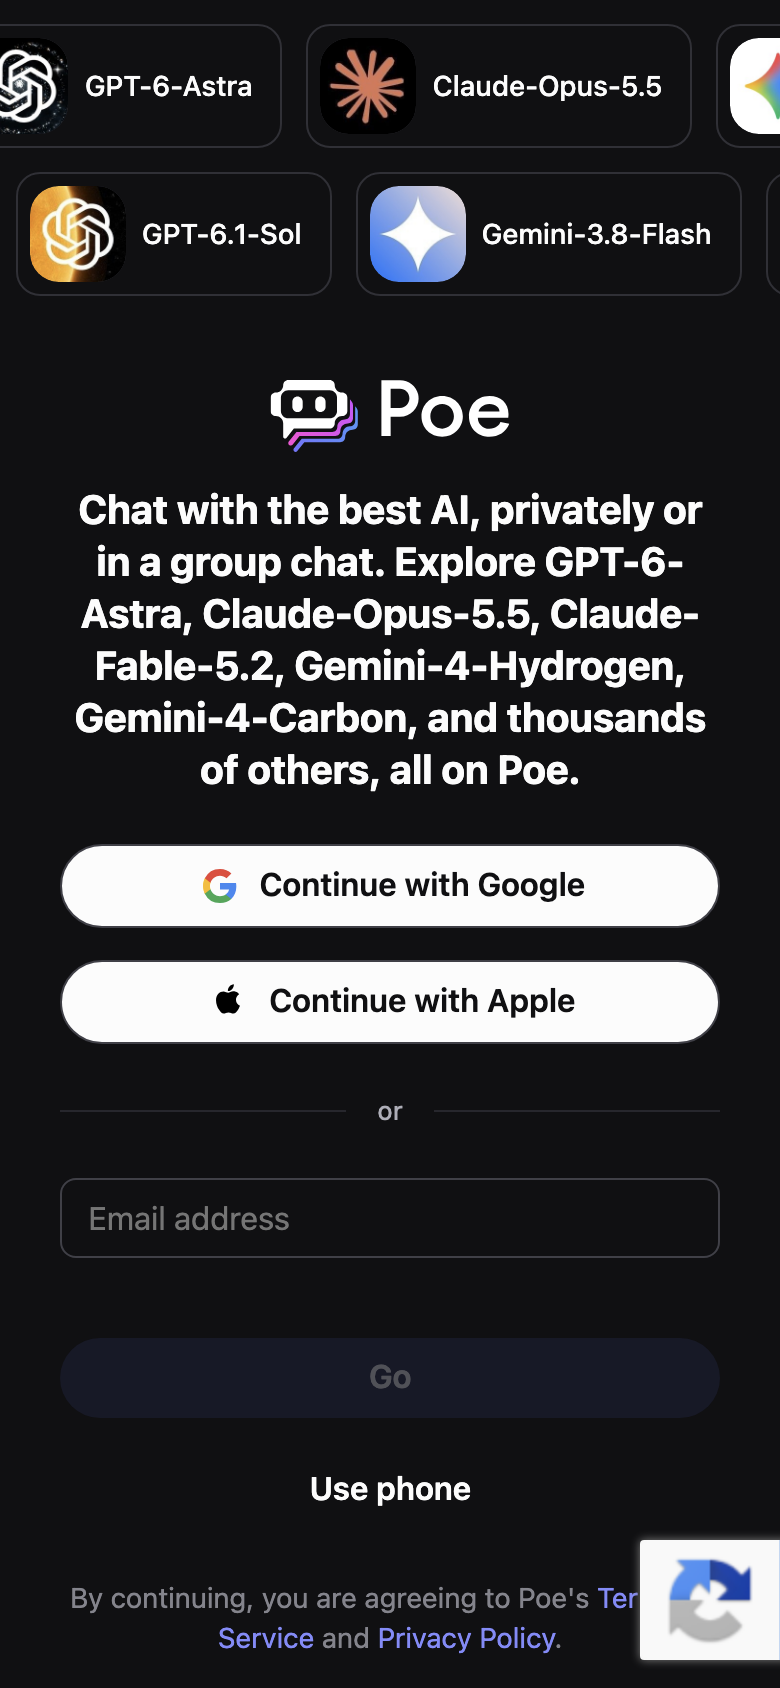 GPT-6-Astra
Claude-Opus-5.5
GPT-6.1-Sol
Gemini-3.8-Flash
Poe
Chat with the best AI, privately or
in a group chat. Explore GPT-6-
Astra, Claude-Opus-5.5, Claude-
Fable-5.2, Gemini-4-Hydrogen,
Gemini-4-Carbon, and thousands
of others, all on Poe.
Continue with Google
Continue with Apple
or
Email address
Go
Use phone
By continuing, you are agreeing to Poe's
Service and Privacy Policy.